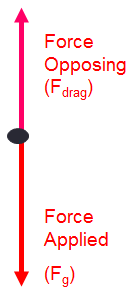 Force
Opposing
(Fdrag)
Force
Applied
(Fg)